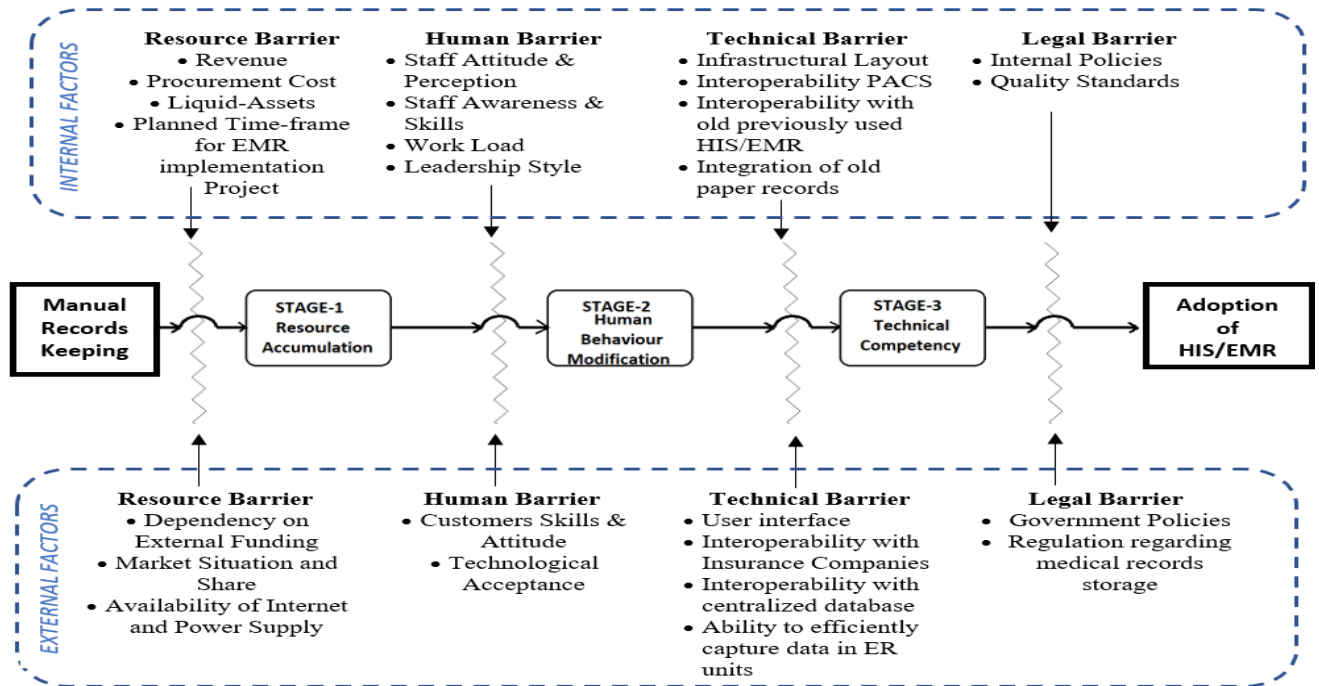 INTERNAL FACTORS
Resource Barrier
• Revenue
• Procurement Cost
• Liquid-Assets
• Planned Time-frame
for EMR
implementation
Project
Human Barrier
• Staff Attitude &
Perception
• Staff Awareness &
Skills
• Work Load
• Leadership Style
Technical Barrier
• Infrastructural Layout
• Interoperability PACS
• Interoperability with
old previously used
HIS/EMR
• Integration of old
paper records
Legal Barrier
• Internal Policies
• Quality Standards
Manual
Records
Keeping
STAGE-1
Resource
Accumulation
STAGE-2
Human
Behaviour
Modification
STAGE-3
Technical
Competency
Adoption
of
HIS/EMR
EXTERNAL FACTORS
Resource Barrier
• Dependency on
External Funding
• Market Situation and
Share
• Availability of Internet
and Power Supply
Human Barrier
• Customers Skills &
Attitude
• Technological
Acceptance
Technical Barrier
• User interface
• Interoperability with
Insurance Companies
• Interoperability with
centralized database
• Ability to efficiently
capture data in ER
units
Legal Barrier
• Government Policies
• Regulation regarding
medical records
storage